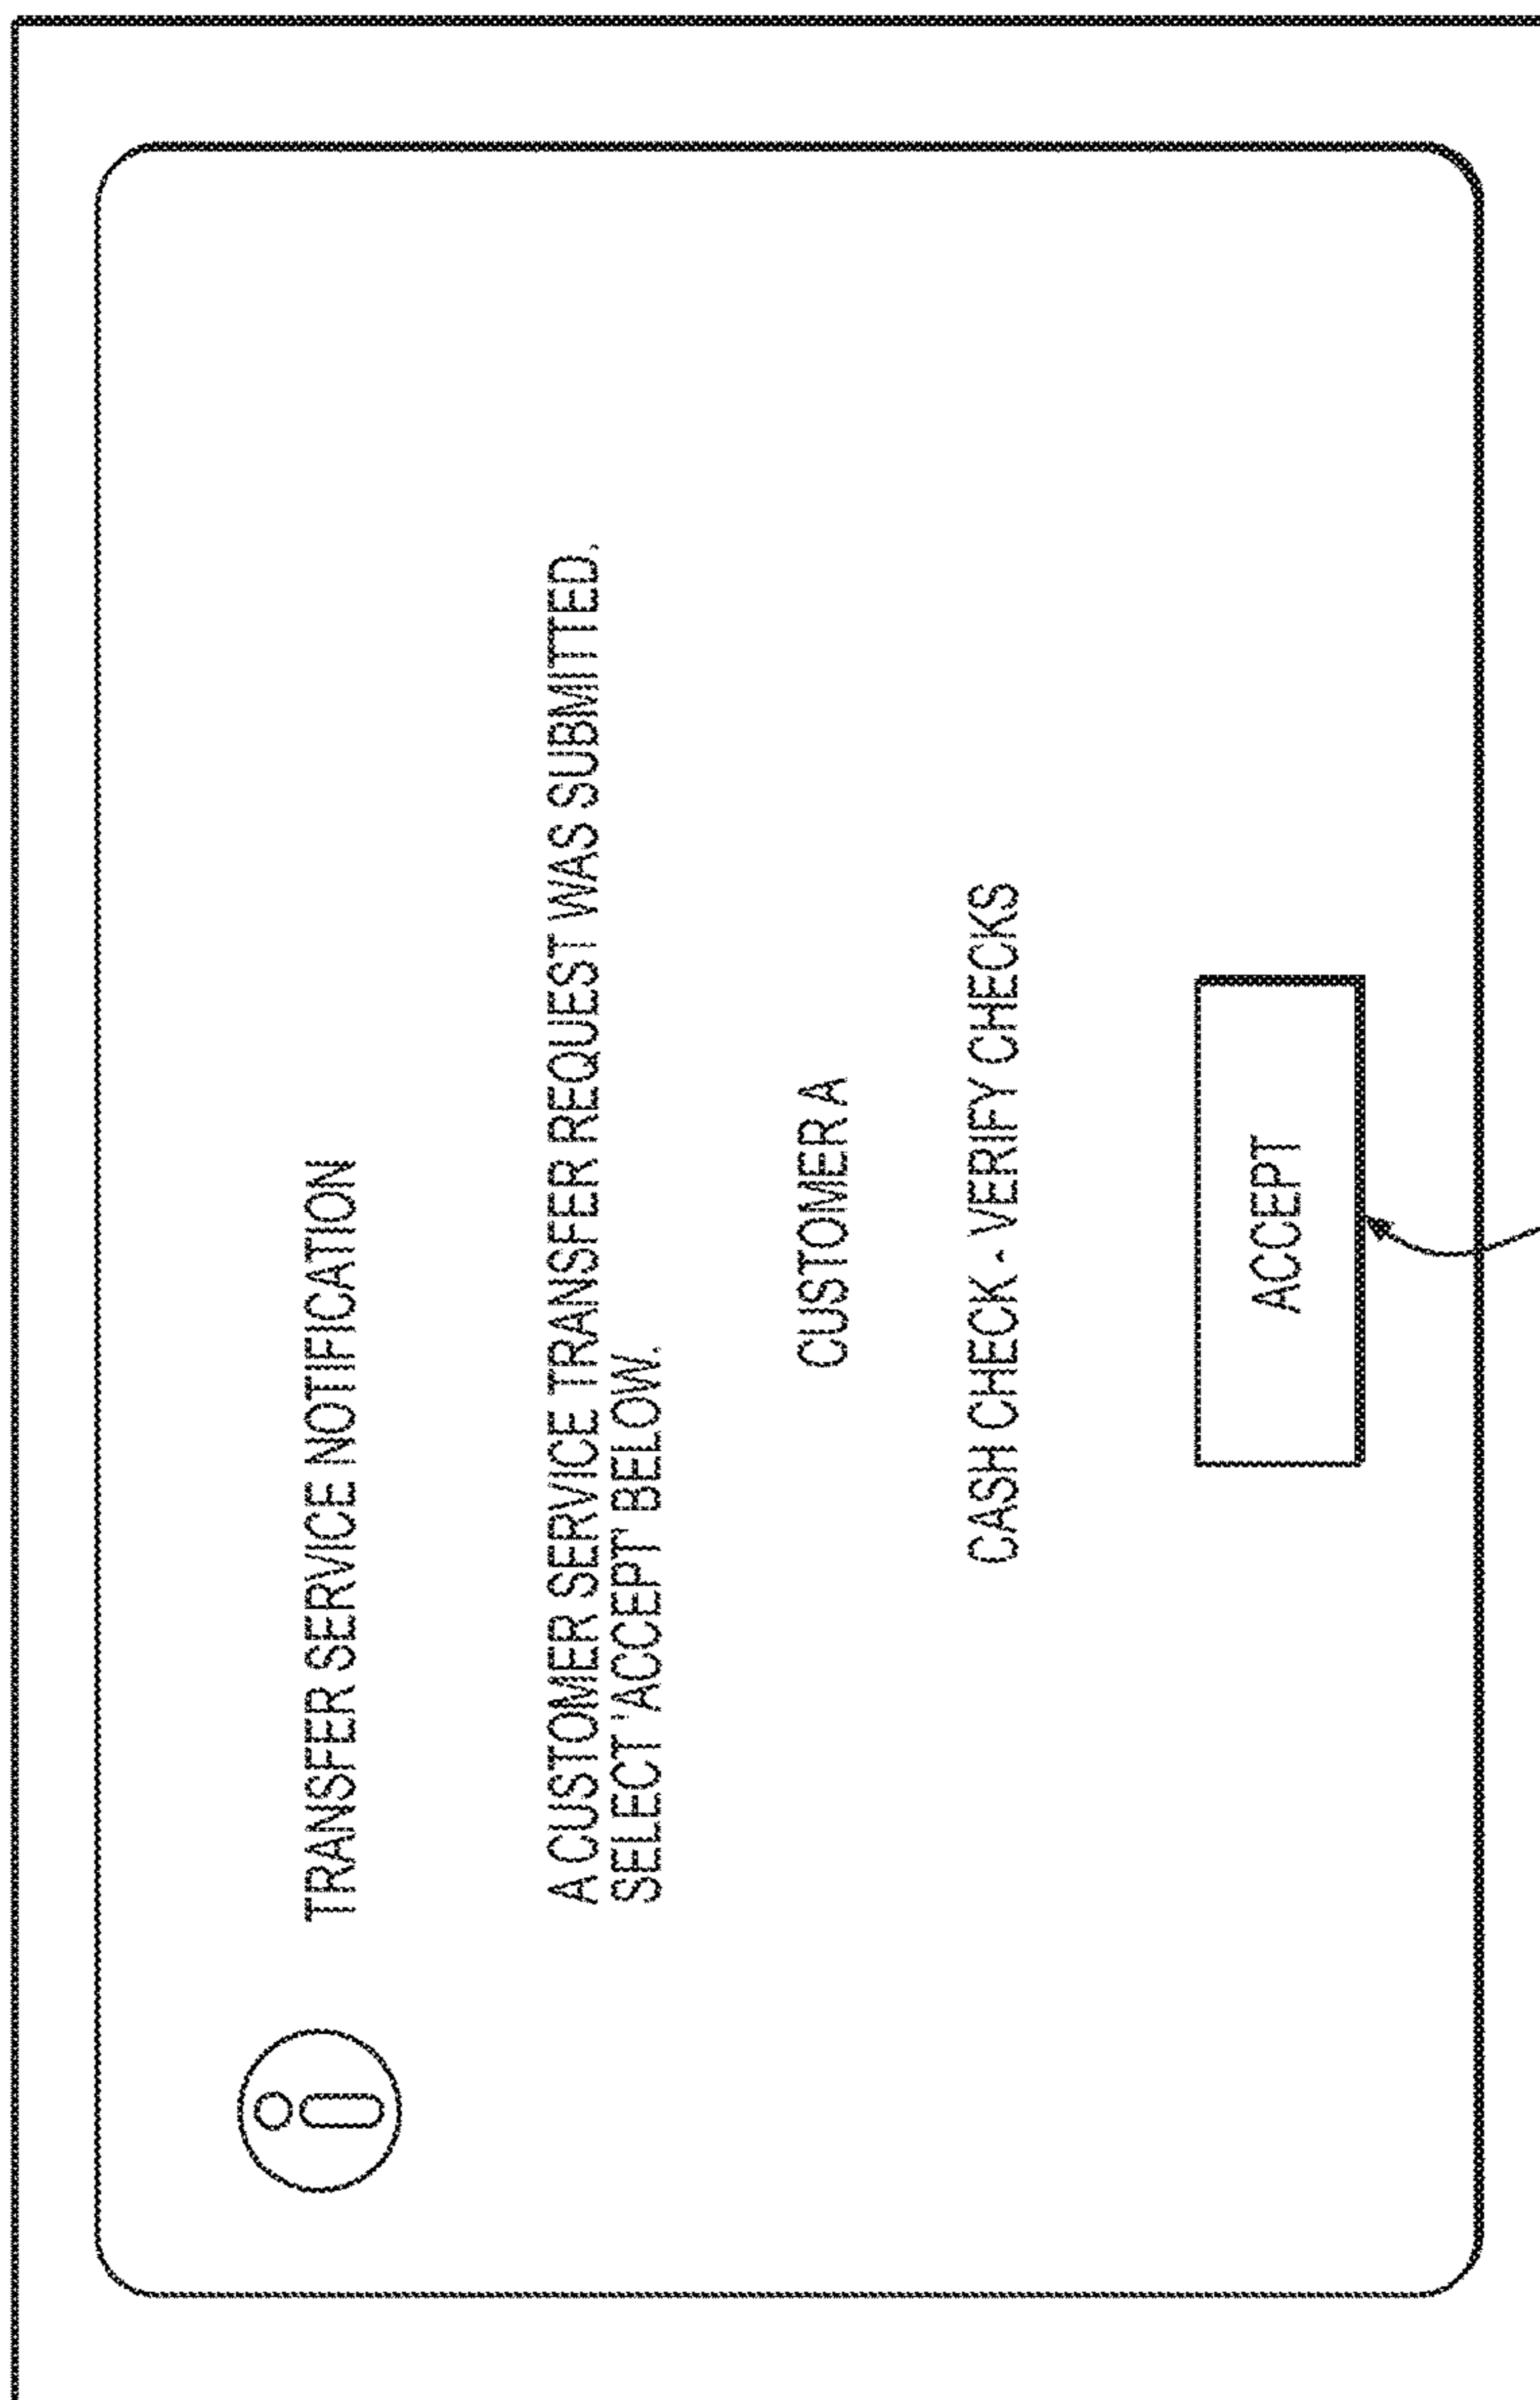 TRANSFER SERVICE NOTIFICATION
A CUSTOMER SERVICE TRANSFER REQUEST WAS SUBMITTED.
SELECT 'ACCEPT' BELOW.
CUSTOMER A
CASH CHECK - VERIFY CHECKS
ACCEPT